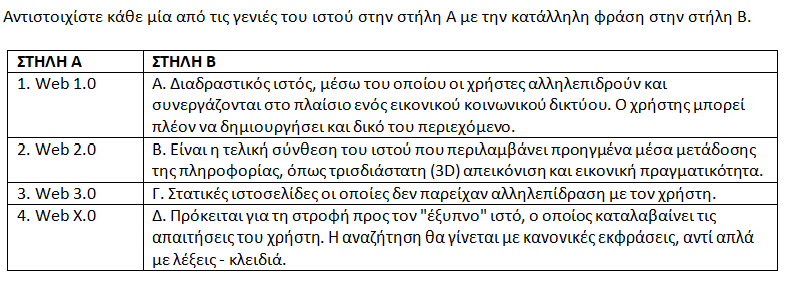 Αντιστοιχίστε κάθε μία από τις γενιές του ιστού στην στήλη Α με την κατάλληλη φράση στην στήλη Β.
ΣΤΗΛΗ Α ΣΤΗΛΗ Β
1. Web 1.0 Α. Διαδραστικός ιστός, μέσω του οποίου οι χρήστες αλληλεπιδρούν και
συνεργάζονται στο πλαίσιο ενός εικονικού κοινωνικού δικτύου. Ο χρήστης μπορεί
πλέον να δημιουργήσει και δικό του περιεχόμενο.
2. Web 2.0 Β. Είναι η τελική σύνθεση του ιστού που περιλαμβάνει προηγμένα μέσα μετάδοσης
της πληροφορίας, όπως τρισδιάστατη (3D) απεικόνιση και εικονική πραγματικότητα.
3. Web 3.0 Γ. Στατικές ιστοσελίδες οι οποίες δεν παρείχαν αλληλεπίδραση με τον χρήστη.
4. Web X.0 Δ. Πρόκειται για τη στροφή προς τον "έξυπνο" ιστό, ο οποίος καταλαβαίνει τις
απαιτήσεις του χρήστη. Η αναζήτηση θα γίνεται με κανονικές εκφράσεις, αντί απλά
με λέξεις - κλειδιά.